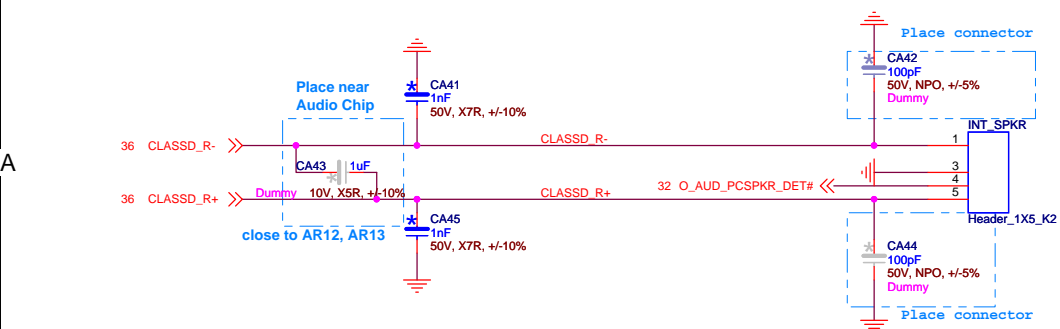 Place connector
CA42
100pF
50V, NPO, +/-5%
Dummy
CA41
1nF
50V, X7R, +/-10%
Place near
Audio Chip
INT_SPKR
36 CLASSD_R-
CLASSD_R-
1
A
CA43
1uF
3
32 O_AUD_PCSPKR_DET#
4
Dummy
10V, X5R, +/-10%
36 CLASSD_R+
CLASSD_R+
5
Header_1X5_K2
CA45
1nF
50V, X7R, +/-10%
close to AR12, AR13
CA44
100pF
50V, NPO, +/-5%
Dummy
Place connector